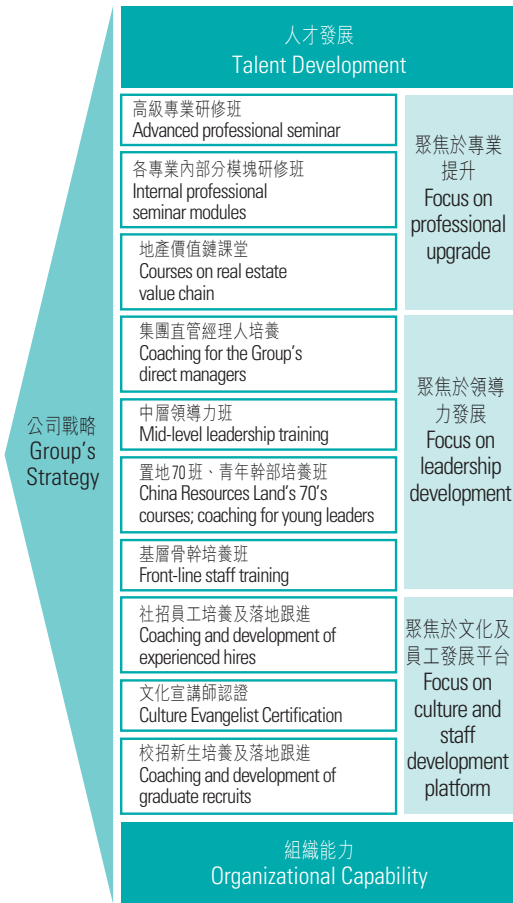 人才發展
Talent Development
高級專業研修班
Advanced professional seminar
各專業內部分模塊研修班
Internal professional
seminar modules
地產價值鏈課堂
Courses on real estate
value chain
聚焦於專業
提升
Focus on
professional
upgrade
集團直管經理人培養
Coaching for the Group's
direct managers
中層領導力班
Mid-level leadership training
置地70班、青年幹部培養班
China Resources Land's 70's
courses; coaching for young leaders
基層骨幹培養班
Front-line staff training
聚焦於領導
力發展
Focus on
leadership
development
公司戰略
Group's
Strategy
社招員工培養及落地跟進
Coaching and development of
experienced hires
文化宣講師認證
Culture Evangelist Certification
校招新生培養及落地跟進
Coaching and development of
graduate recruits
聚焦於文化及
員工發展平台
Focus on
culture and
staff
development
platform
組織能力
Organizational Capability